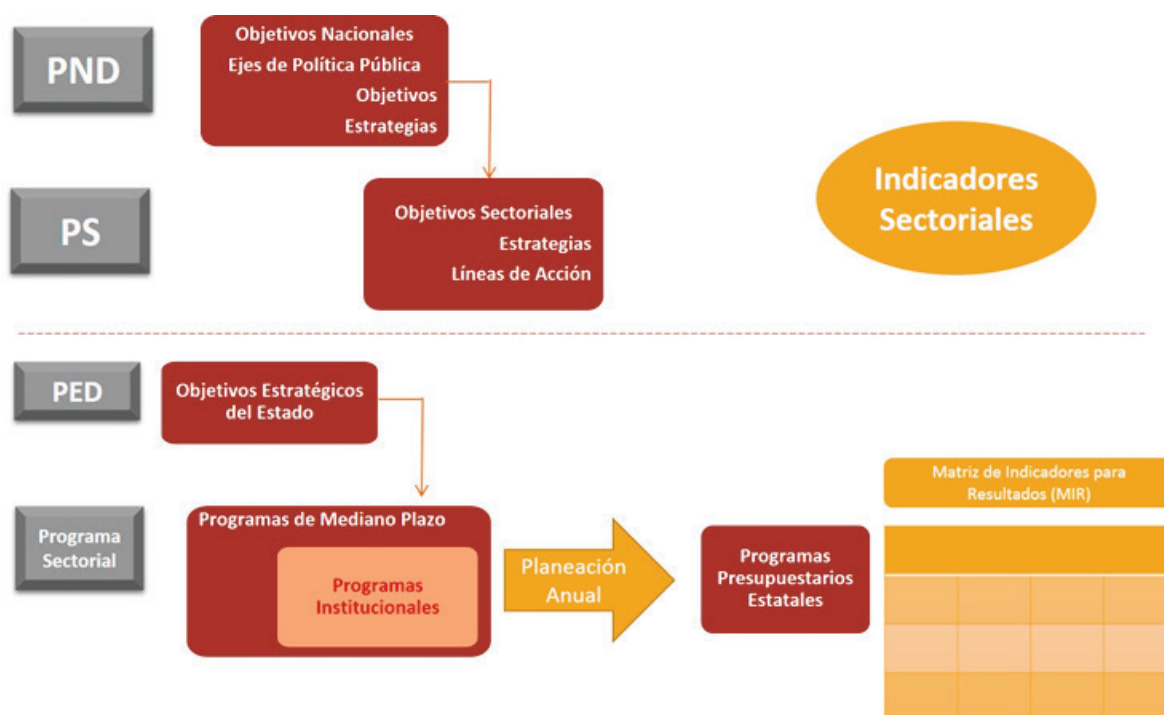 PND
Objetivos Nacionales
Ejes de Política Pública
Objetivos
Estrategias
PS
Objetivos Sectoriales
Estrategias
Líneas de Acción
Indicadores
Sectoriales
PED
Objetivos Estratégicos
del Estado
Programa
Sectorial
Programas de Mediano Plazo
Programas
Institucionales
Planeación
Anual
Programas
Presupuestarios
Estatales
Matriz de Indicadores para
Resultados (MIR)